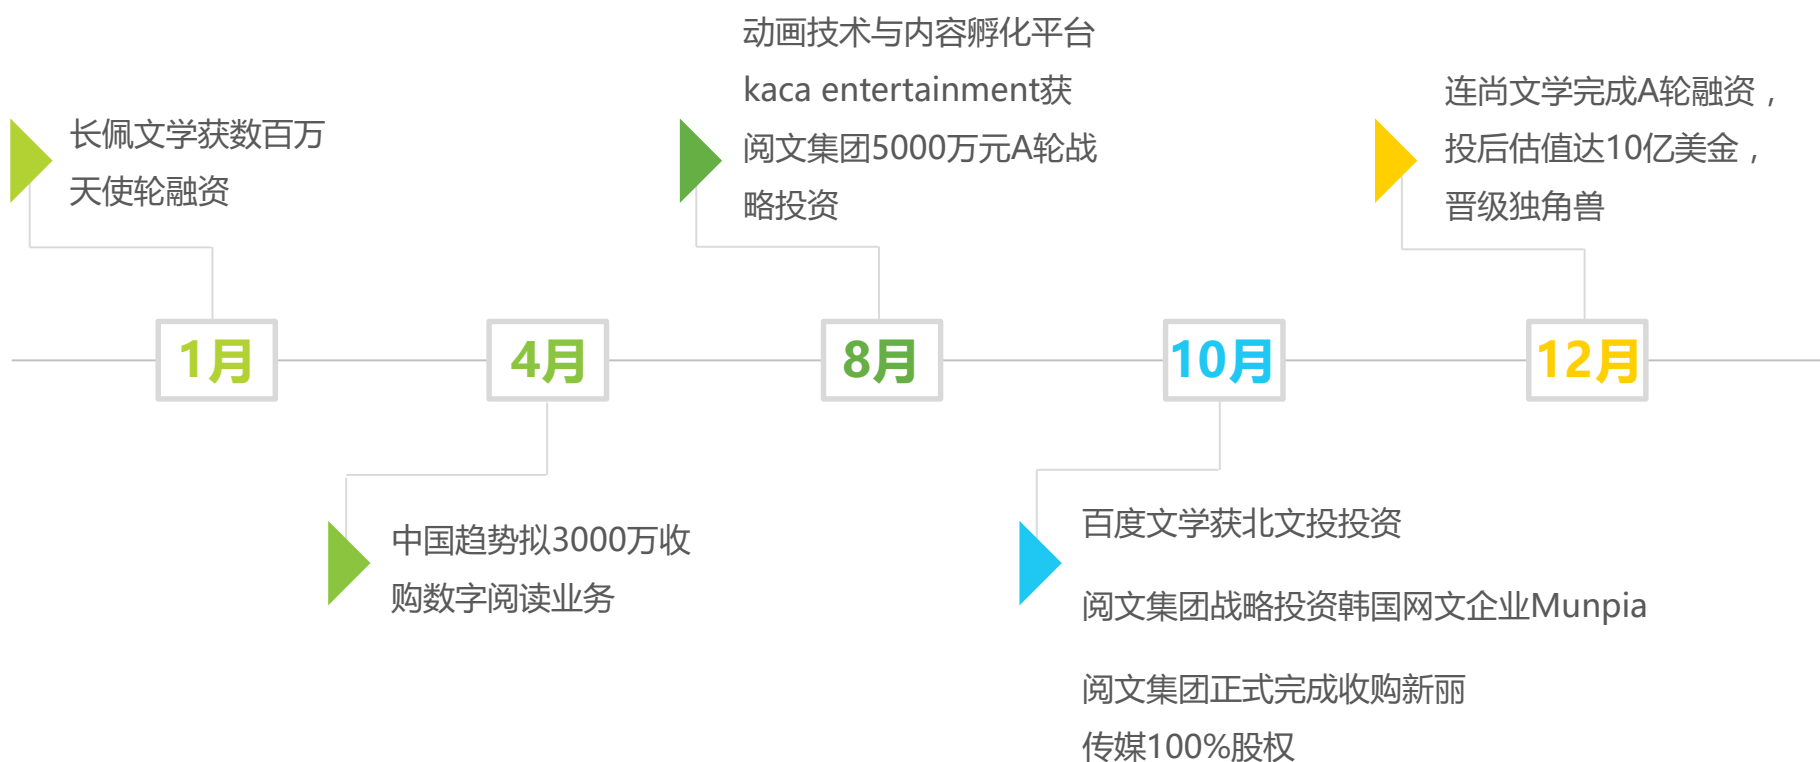 动画技术与内容孵化平台
kaca entertainment获
阅文集团5000万元A轮战
略投资
长佩文学获数百万
天使轮融资
连尚文学完成A轮融资，
投后估值达10亿美金，
晋级独角兽
1月
4月
8月
10月
12月
中国趋势拟3000万收
购数字阅读业务
百度文学获北文投投资
阅文集团战略投资韩国网文企业Munpia
阅文集团正式完成收购新丽
传媒100%股权